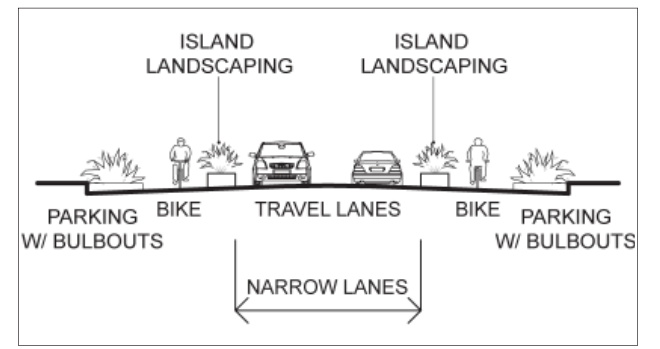 ISLAND
LANDSCAPING
ISLAND
LANDSCAPING
PARKING
W/ BULBOUTS
BIKE
TRAVEL LANES
BIKE
PARKING
W/ BULBOUTS
NARROW LANES